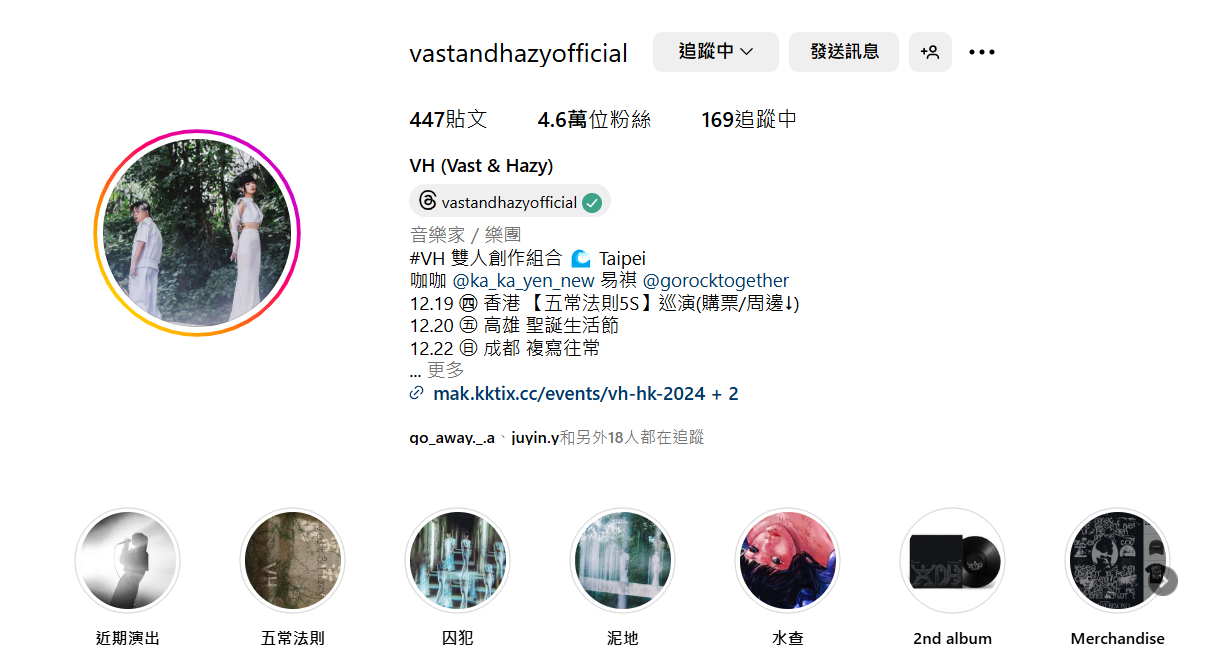 vastandhazyofficial 追蹤中 發送訊息
447貼文 4.6萬位粉絲 169追蹤中
VH (Vast & Hazy)
vastandhazyofficial
音樂家 / 樂團
#VH 雙人創作組合 🌊 Taipei
咖咖 @ka_ka_yen_new 易祺 @gorocktogether
12.19 ㊃ 香港 【五常法則5S】巡演(購票/周邊⭣)
12.20 ㊄ 高雄 聖誕生活節
12.22 ㊐ 成都 複寫往常
... 更多
mak.kktix.cc/events/vh-hk-2024 + 2
go_away._.a、juyin.y和另外18人都在追蹤
近期演出 五常法則 囚犯 泥地 水查 2nd album Merchandise